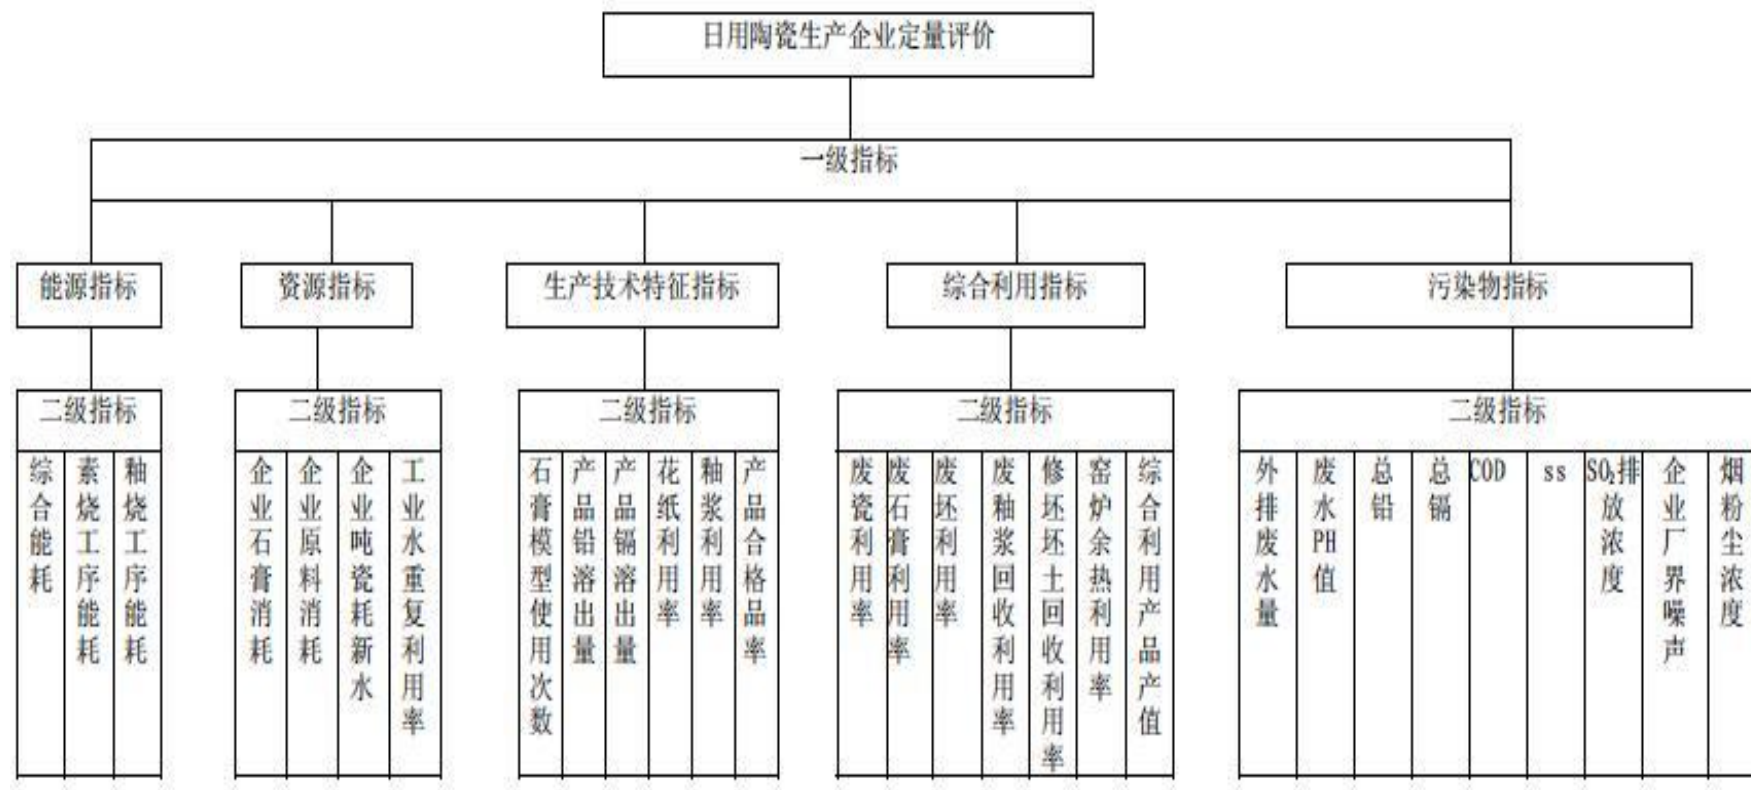 日用陶瓷生产企业定量评价
一级指标
能源指标
资源指标
生产技术特征指标
综合利用指标
污染物指标
二级指标
二级指标
二级指标
二级指标
二级指标
综合能耗
素烧工序能耗
釉烧工序能耗
企业石膏消耗
企业原料消耗
企业吨瓷耗新水
工业水重复利用率
石膏模型使用次数
产品铅溶出量
产品镉溶出量
花纸利用率
釉浆利用率
产品合格品率
废瓷利用率
废石膏利用率
废坯利用率
废釉浆回收利用率
修坯坯土回收利用率
窑炉余热利用率
综合利用产品产值
外排废水量
废水PH值
总铅
总镉
COD
ss
SO₂排放浓度
企业厂界噪声
烟粉尘浓度